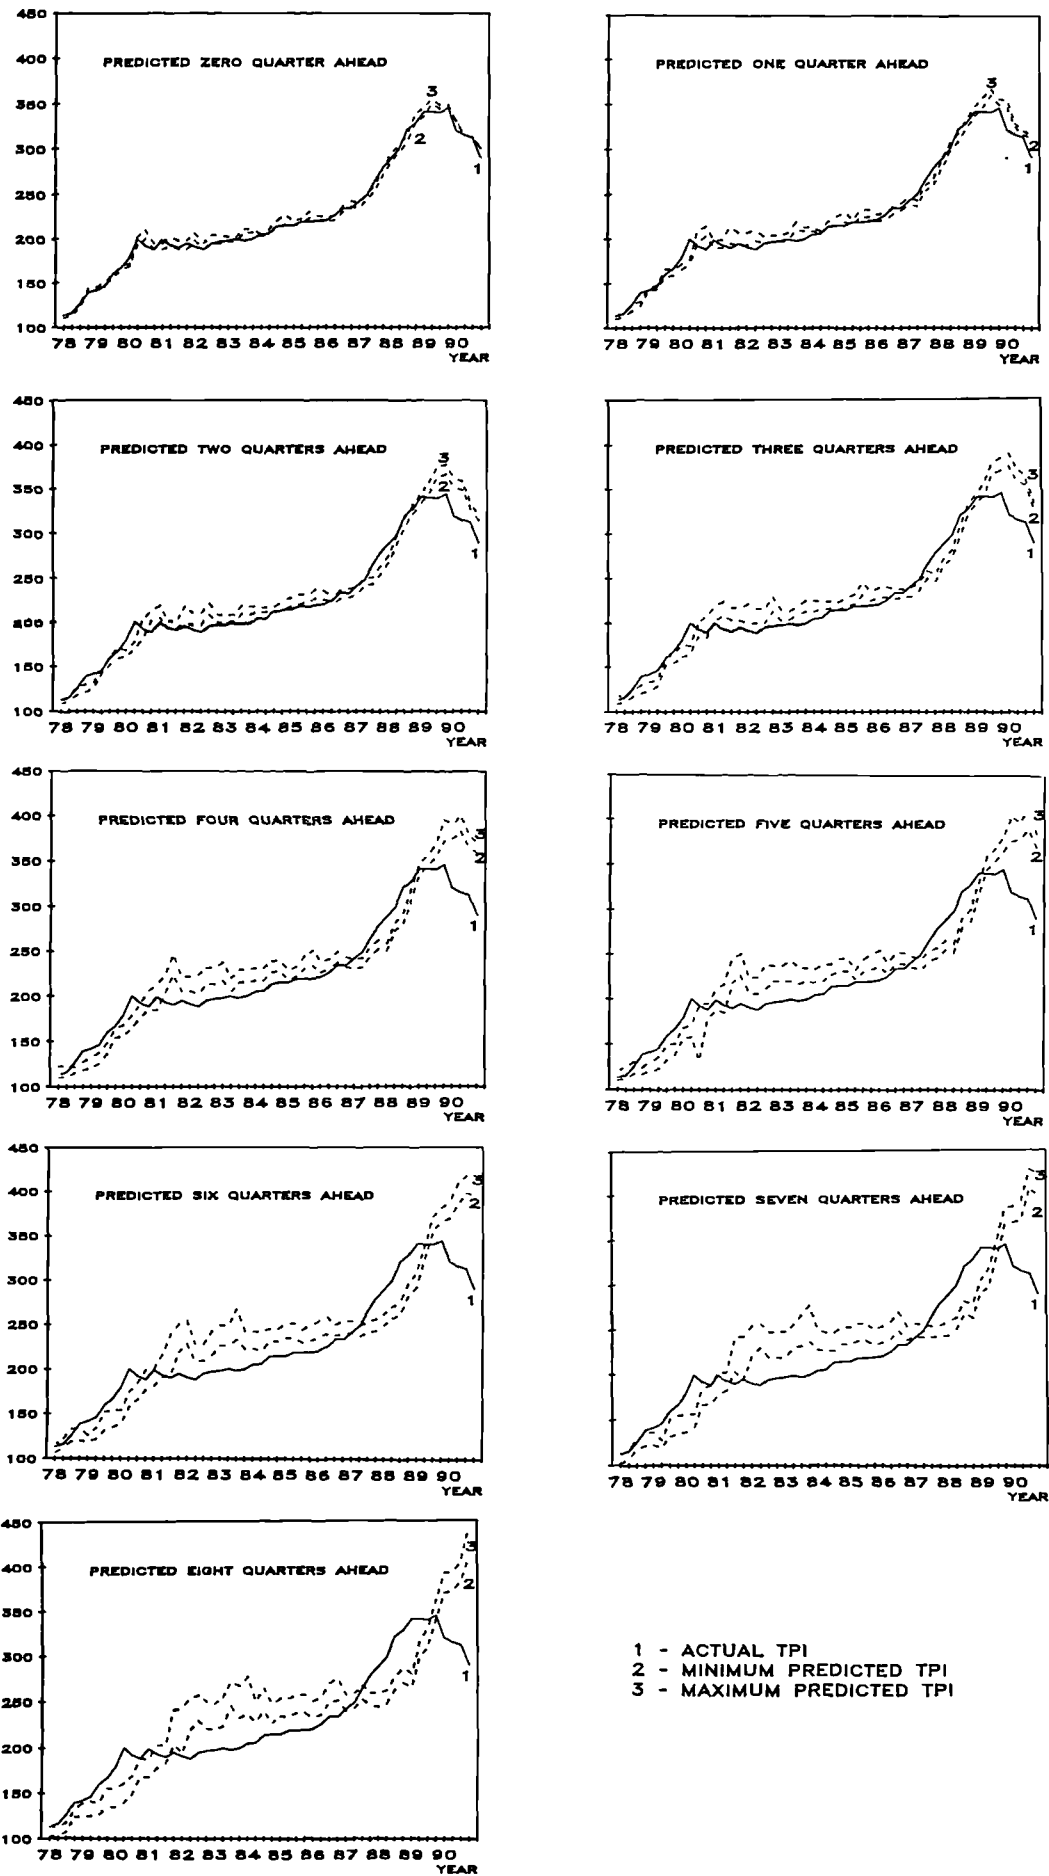 450
400
350
300
250
200
150
100
PREDICTED ZERO QUARTER AHEAD
3
2
1
78 79 80 81 82 83 84 85 86 87 88 89 90
YEAR
PREDICTED ONE QUARTER AHEAD
3
2
1
78 79 80 81 82 83 84 85 86 87 88 89 90
YEAR
450
400
350
300
250
200
150
100
PREDICTED TWO QUARTERS AHEAD
3
2
1
78 79 80 81 82 83 84 85 86 87 88 89 90
YEAR
PREDICTED THREE QUARTERS AHEAD
3
2
1
78 79 80 81 82 83 84 85 86 87 88 89 90
YEAR
450
400
350
300
250
200
150
100
PREDICTED FOUR QUARTERS AHEAD
3
2
1
78 79 80 81 82 83 84 85 86 87 88 89 90
YEAR
PREDICTED FIVE QUARTERS AHEAD
3
2
1
78 79 80 81 82 83 84 85 86 87 88 89 90
YEAR
450
400
350
300
250
200
150
100
PREDICTED SIX QUARTERS AHEAD
3
2
1
78 79 80 81 82 83 84 85 86 87 88 89 90
YEAR
PREDICTED SEVEN QUARTERS AHEAD
3
2
1
78 79 80 81 82 83 84 85 86 87 88 89 90
YEAR
450
400
350
300
250
200
150
100
PREDICTED EIGHT QUARTERS AHEAD
3
2
1
78 79 80 81 82 83 84 85 86 87 88 89 90
YEAR
1 - ACTUAL TPI
2 - MINIMUM PREDICTED TPI
3 - MAXIMUM PREDICTED TPI